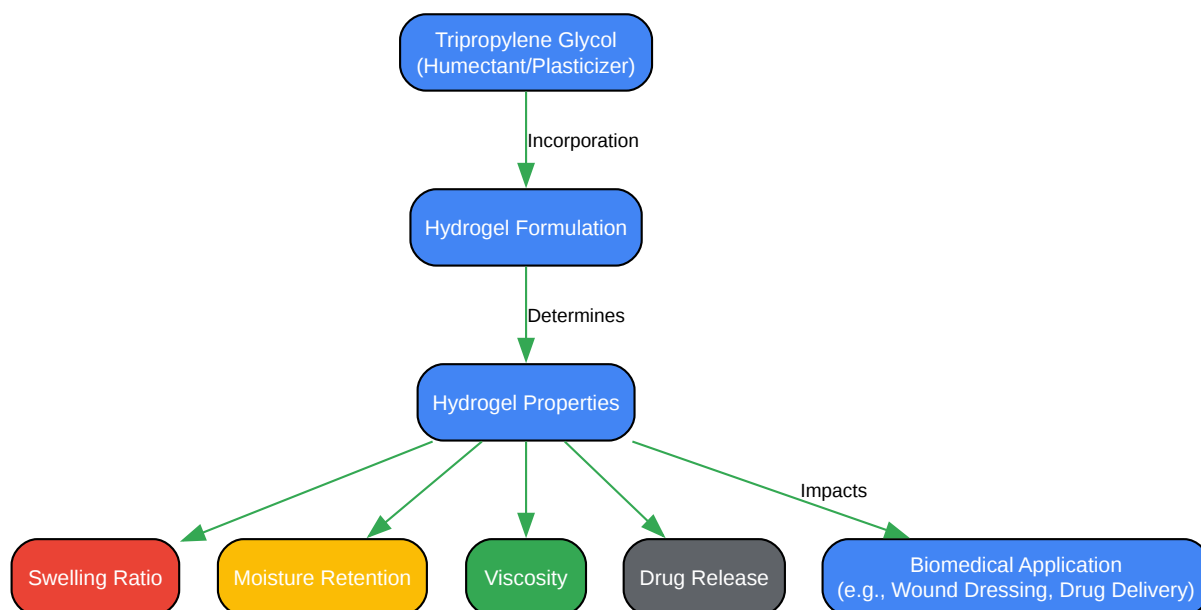 Tripropylene Glycol
(Humectant/Plasticizer)
Incorporation
Hydrogel Formulation
Determines
Hydrogel Properties
Impacts
Swelling Ratio
Moisture Retention
Viscosity
Drug Release
Biomedical Application
(e.g., Wound Dressing, Drug Delivery)